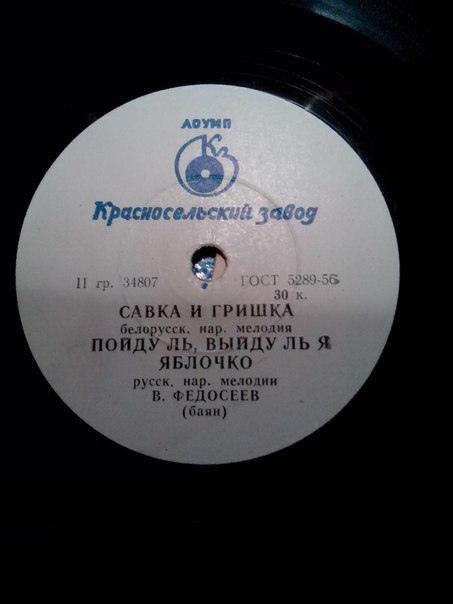 ЛОУМП
КЗ
Красносельский завод
II гр. 34807 ГОСТ 5289-56
30 к.
САВКА И ГРИШКА
белорусск. нар. мелодия
ПОЙДУ ЛЬ, ВЫЙДУ ЛЬ Я
ЯБЛОЧКО
русск. нар. мелодии
В. ФЕДОСЕЕВ
(баян)